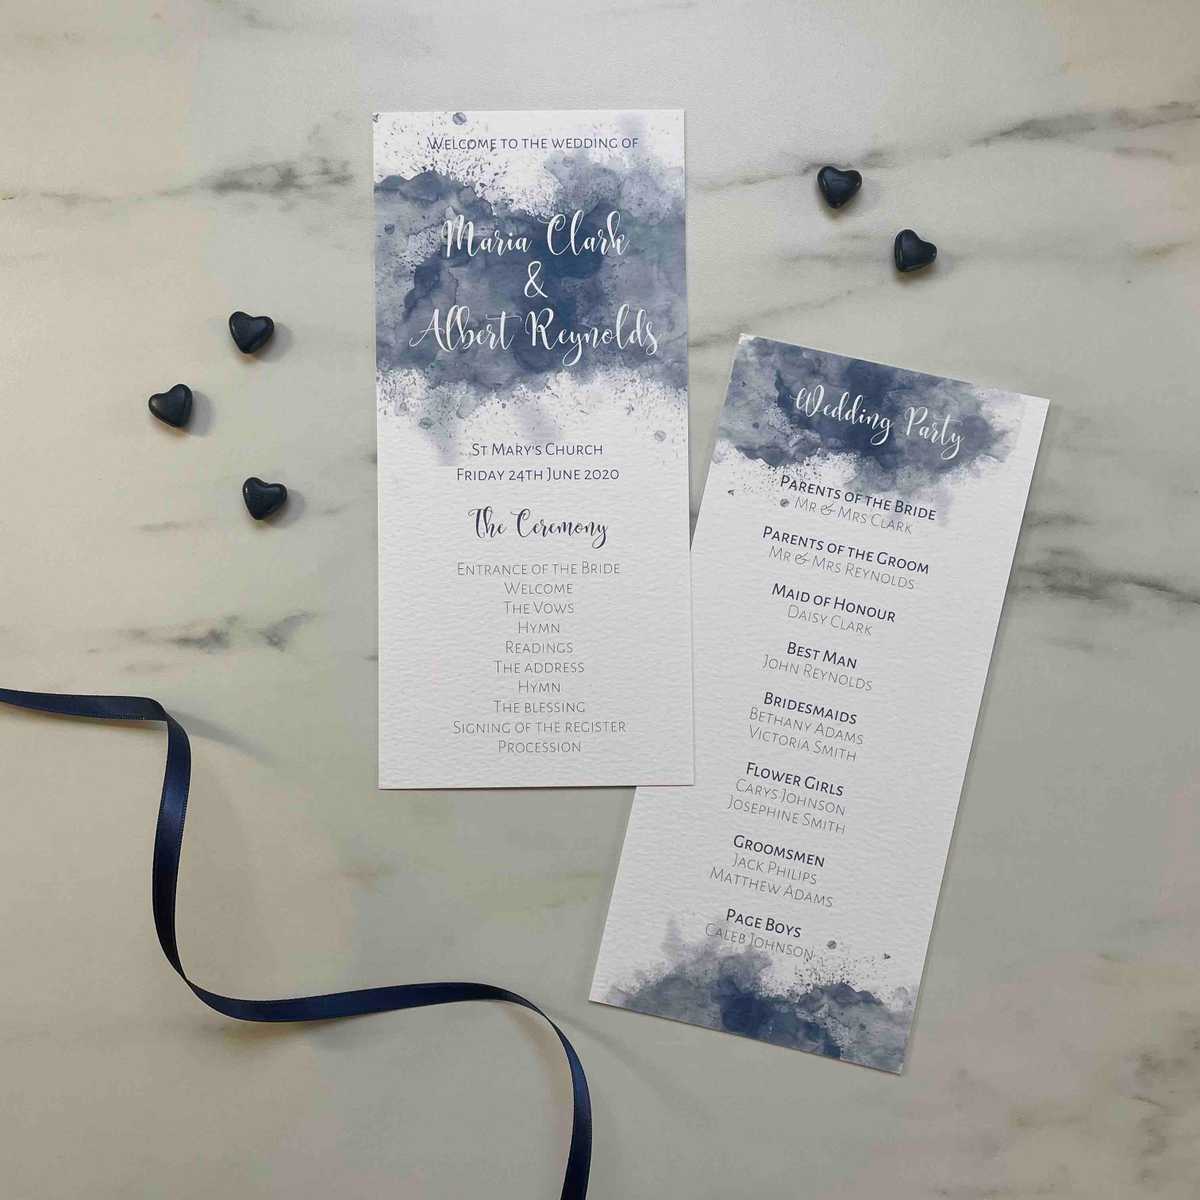 Welcome to the wedding of
Maria Clark
&
Albert Reynolds
St Mary's Church
Friday 24th June 2020
The Ceremony
Entrance of the Bride
Welcome
The Vows
Hymn
Readings
The address
Hymn
The blessing
Signing of the register
Procession
Wedding Party
Parents of the Bride
Mr & Mrs Clark
Parents of the Groom
Mr & Mrs Reynolds
Maid of Honour
Daisy Clark
Best Man
John Reynolds
Bridesmaids
Bethany Adams
Victoria Smith
Flower Girls
Carys Johnson
Josephine Smith
Groomsmen
Jack Philips
Matthew Adams
Page Boys
Caleb Johnson